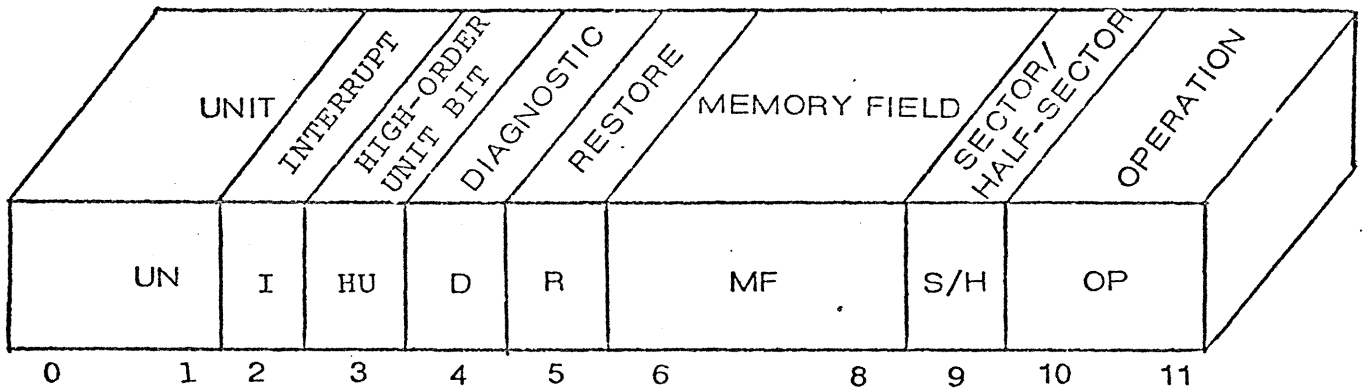 UNIT
INTERRUPT
HIGH-ORDER
UNIT BIT
DIAGNOSTIC
RESTORE
MEMORY FIELD
SECTOR/
HALF-SECTOR
OPERATION
UN I HU D R MF S/H OP
0 1 2 3 4 5 6 8 9 10 11